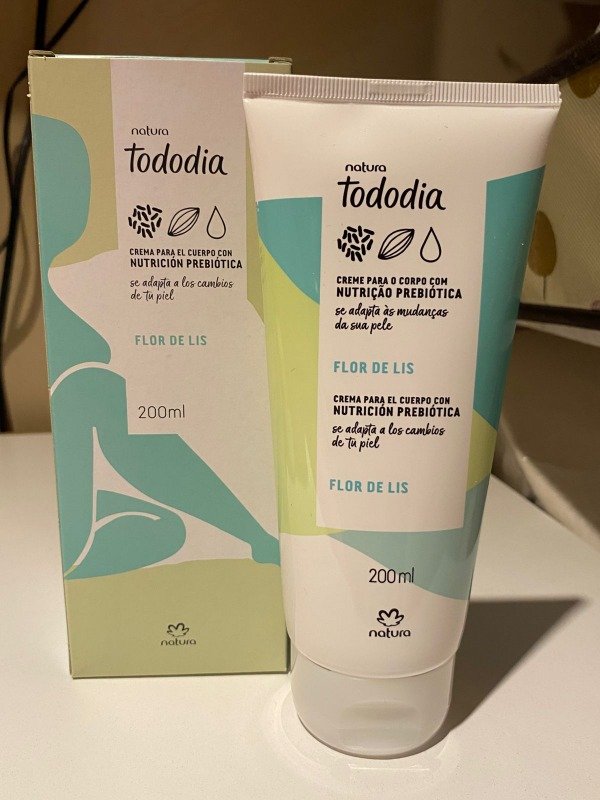 natura
tododia
CREMA PARA EL CUERPO CON
NUTRICIÓN PREBIÓTICA
se adapta a los cambios
de tu piel
FLOR DE LIS
200ml
natura
natura
tododia
CREME PARA O CORPO COM
NUTRIÇÃO PREBIÓTICA
se adapta às mudanças
da sua pele
FLOR DE LIS
CREMA PARA EL CUERPO CON
NUTRICIÓN PREBIÓTICA
se adapta a los cambios
de tu piel
FLOR DE LIS
200ml
natura